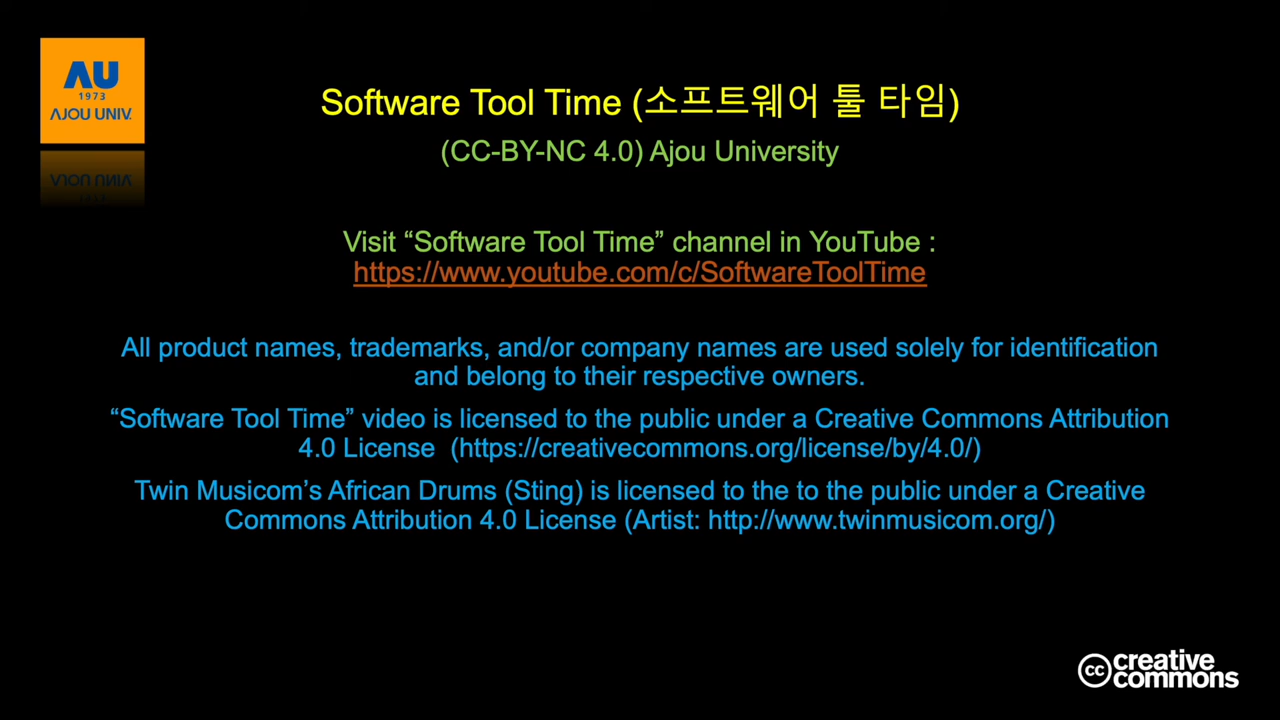 AU
1973
AJOU UNIV.
Software Tool Time (소프트웨어 툴 타임)
(CC-BY-NC 4.0) Ajou University
Visit “Software Tool Time” channel in YouTube :
https://www.youtube.com/c/SoftwareToolTime
All product names, trademarks, and/or company names are used solely for identification
and belong to their respective owners.
“Software Tool Time” video is licensed to the public under a Creative Commons Attribution
4.0 License (https://creativecommons.org/license/by/4.0/)
Twin Musicom’s African Drums (Sting) is licensed to the to the public under a Creative
Commons Attribution 4.0 License (Artist: http://www.twinmusicom.org/)
cc creative
commons